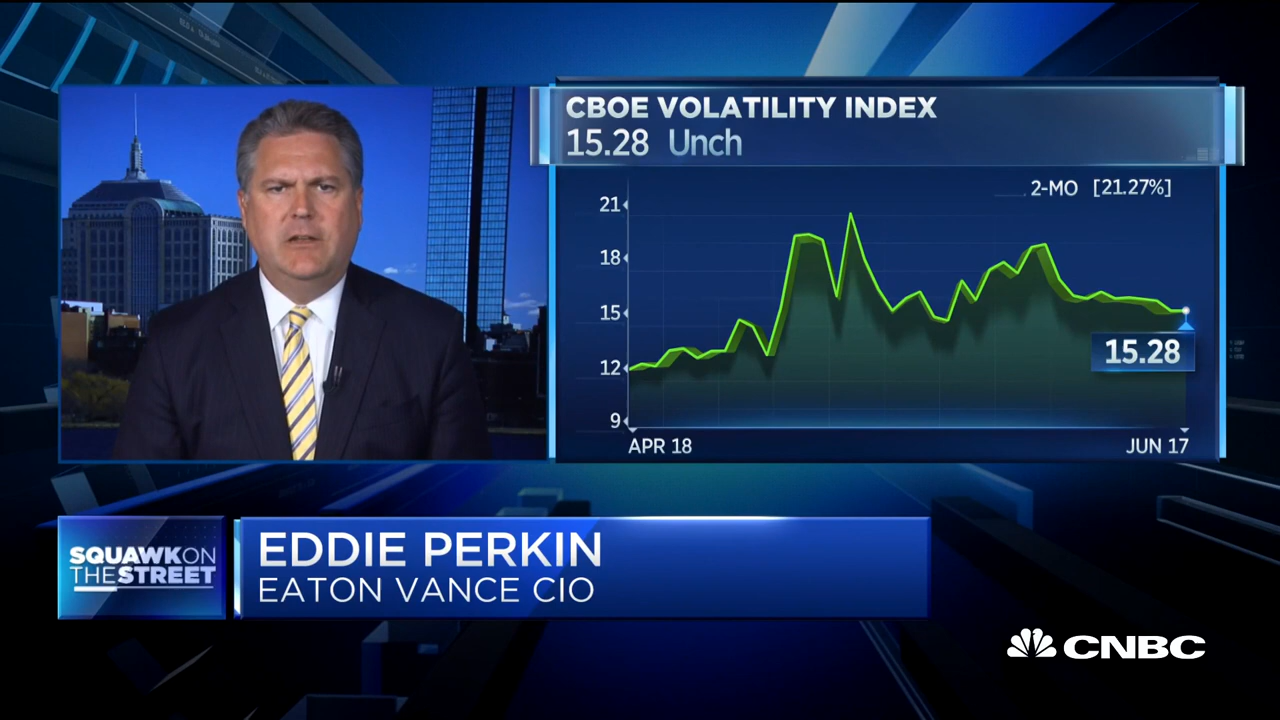 CBOE VOLATILITY INDEX
15.28 Unch
2-MO [21.27%]
21
18
15
12
9
15.28
APR 18
JUN 17
SQUAWK ON
THE STREET
EDDIE PERKIN
EATON VANCE CIO
CNBC